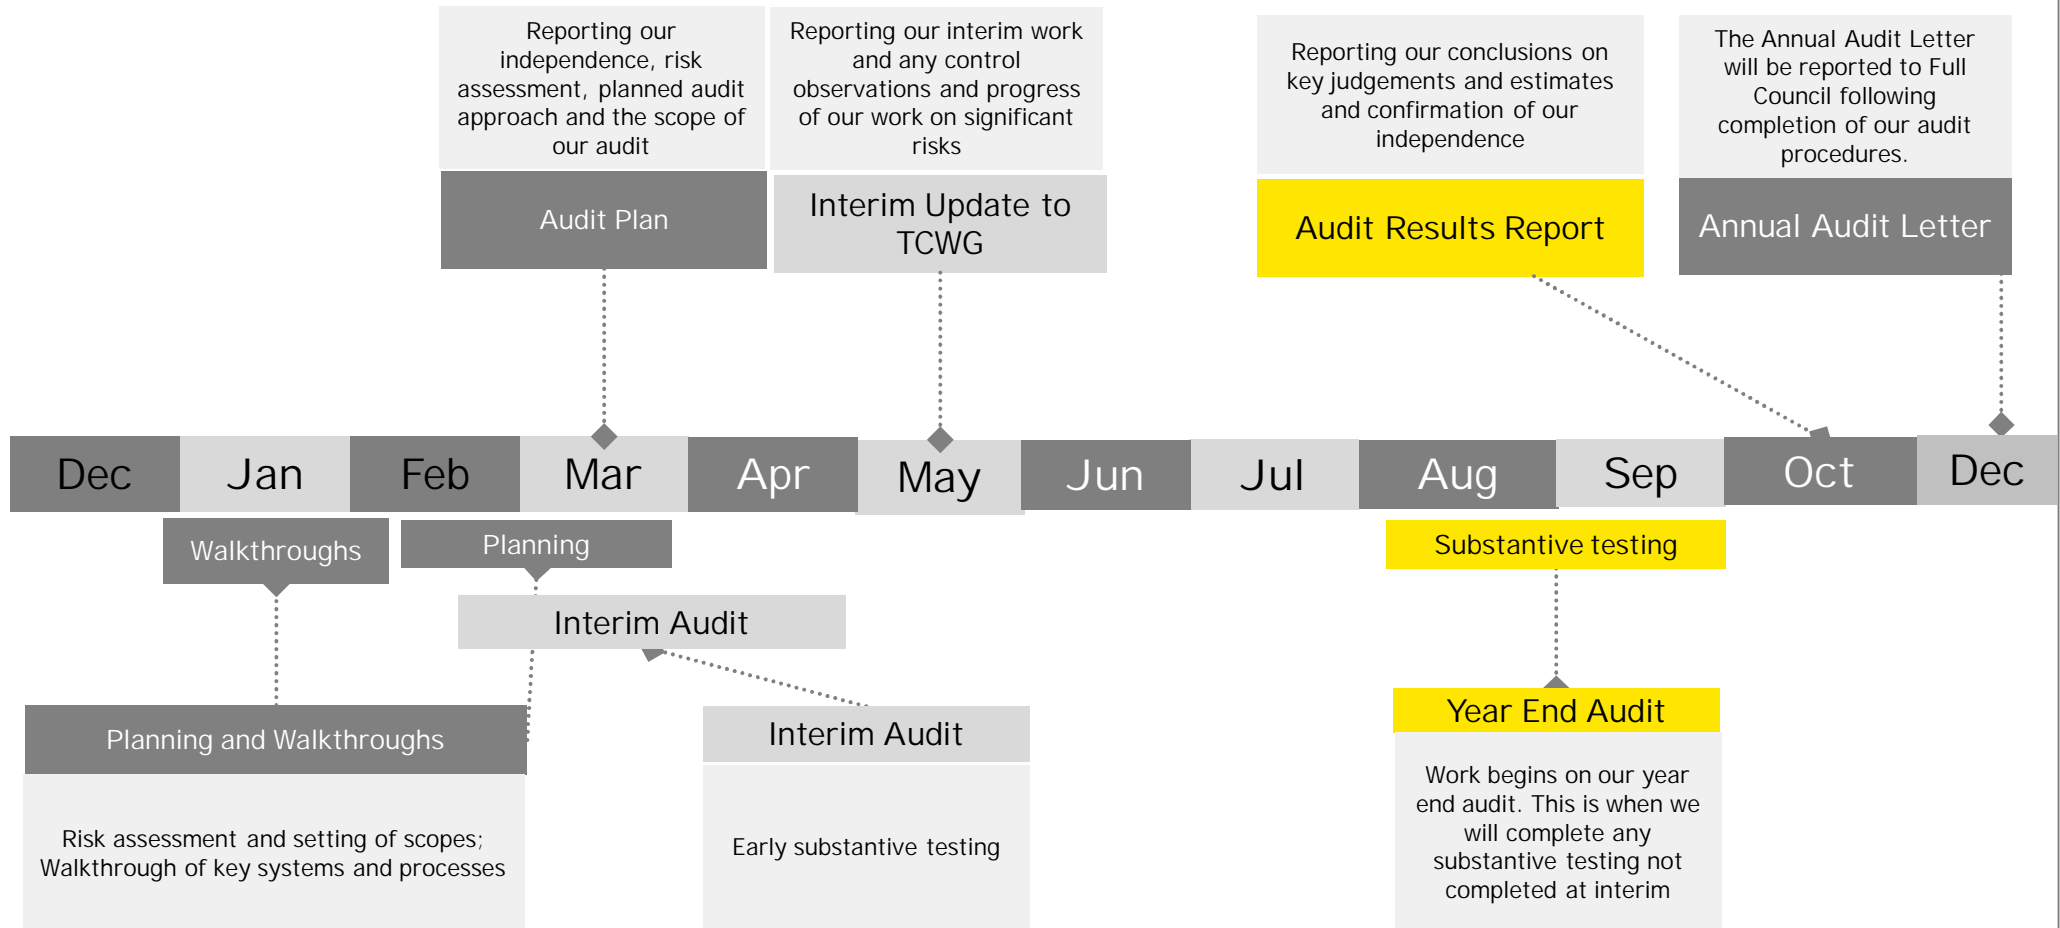 Reporting our
independence, risk
assessment, planned audit
approach and the scope of
our audit
Audit Plan
Reporting our interim work
and any control
observations and progress
of our work on significant
risks
Interim Update to
TCWG
Reporting our conclusions on
key judgements and estimates
and confirmation of our
independence
Audit Results Report
The Annual Audit Letter
will be reported to Full
Council following
completion of our audit
procedures.
Annual Audit Letter
Dec
Jan
Feb
Mar
Apr
May
Jun
Jul
Aug
Sep
Oct
Dec
Walkthroughs
Planning
Interim Audit
Substantive testing
Planning and Walkthroughs
Risk assessment and setting of scopes;
Walkthrough of key systems and processes
Interim Audit
Early substantive testing
Year End Audit
Work begins on our year
end audit. This is when we
will complete any
substantive testing not
completed at interim